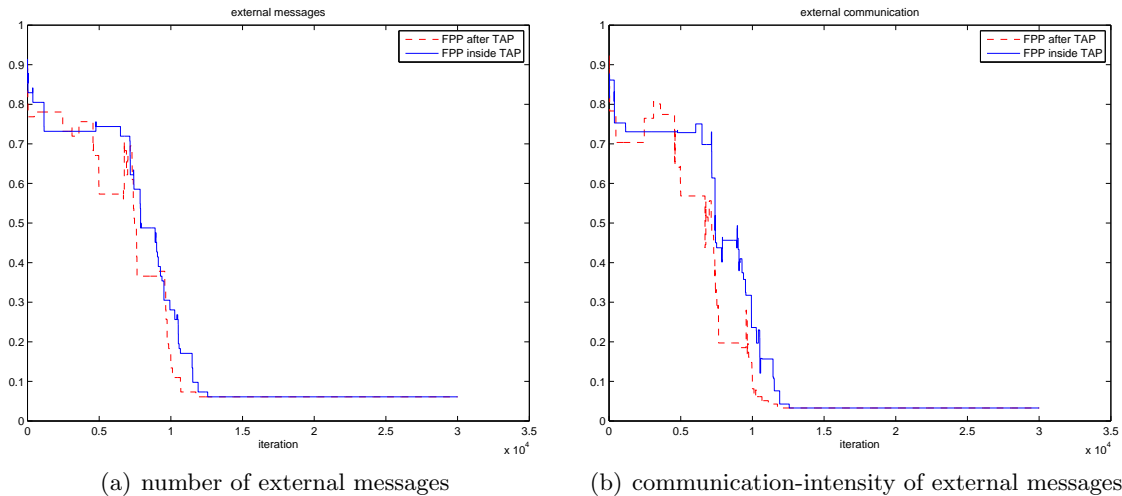 external messages
FPP after TAP
FPP inside TAP
1
0.9
0.8
0.7
0.6
0.5
0.4
0.3
0.2
0.1
0
0 0.5 1 1.5 2 2.5 3 3.5
x 10^4
iteration
(a) number of external messages
external communication
FPP after TAP
FPP inside TAP
1
0.9
0.8
0.7
0.6
0.5
0.4
0.3
0.2
0.1
0
0 0.5 1 1.5 2 2.5 3 3.5
x 10^4
iteration
(b) communication-intensity of external messages